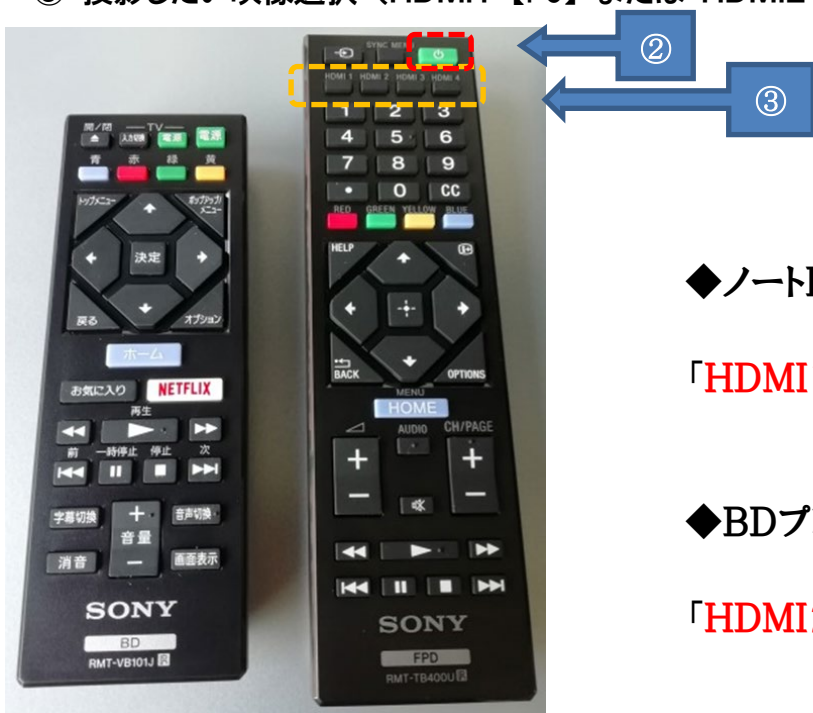 ② 
③
SYNC MENU
HDMI 1 HDMI 2 HDMI 3 HDMI 4
1 2 3
4 5 6
7 8 9
• 0 CC
RED GREEN YELLOW BLUE
HELP
BACK
OPTIONS
MENU
HOME
AUDIO
CH/PAGE
+ +
- -
SONY
FPD
RMT-TB400U
開/閉 TV
入力切換 電源 電源
青 赤 緑 黄
トップメニュー
ポップアップ/
メニュー
決定
戻る
オプション
ホーム
お気に入り NETFLIX
再生
前 一時停止 停止 次
字幕切換 + 音声切換
音量
消音 - 画面表示
SONY
BD
RMT-VB101J
◆ノート
「HDMI
◆BDプ
「HDMI